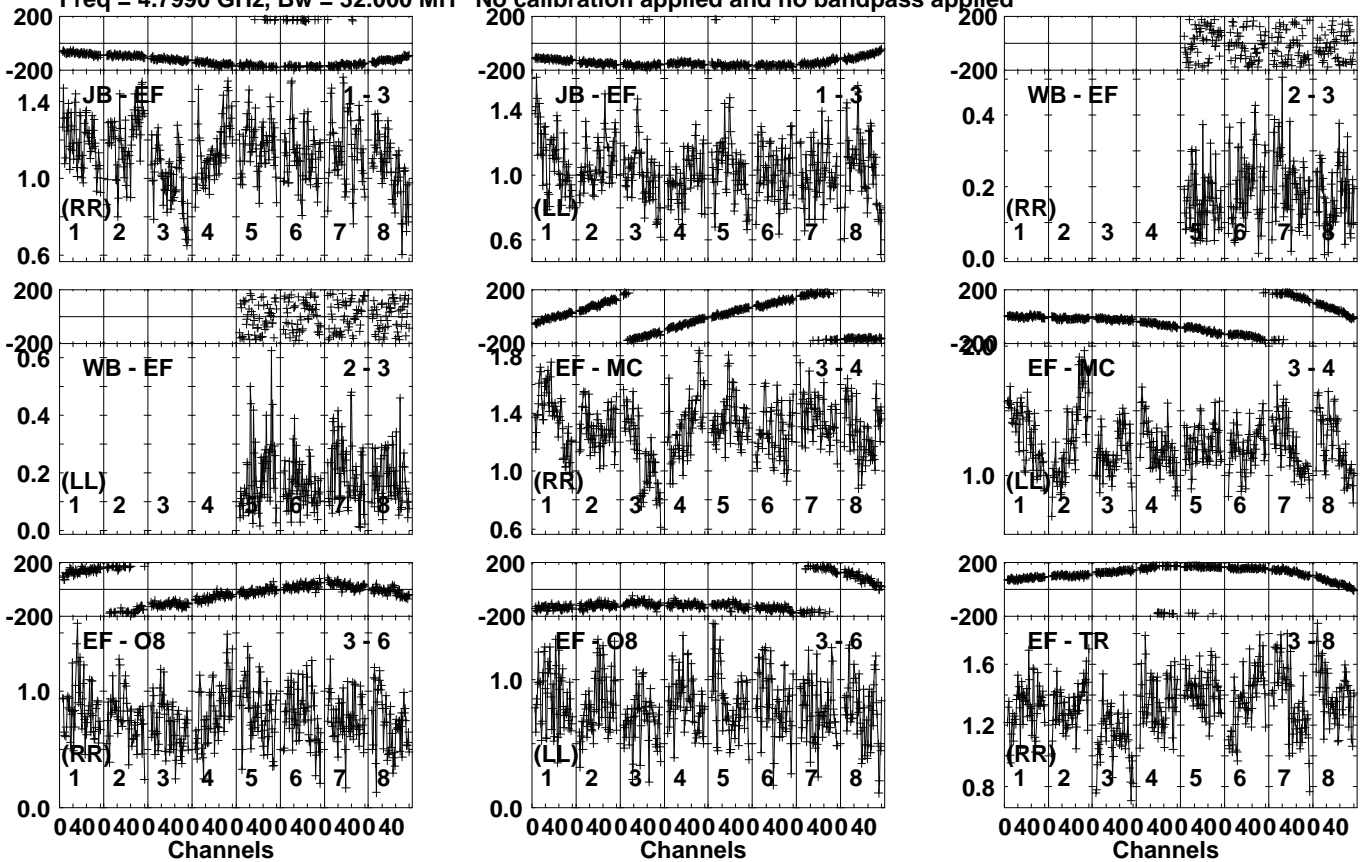 Freq = 4.7990 GHz, Bw = 32.000 MH No calibration applied and no bandpass applied
200 200 200
-200 -200 -200
JB - EF 1 - 3 JB - EF 1 - 3 WB - EF 2 - 3
1.4 1.4 0.4
1.0 1.0 0.2
(RR) (LL) (RR)
1 2 3 4 5 6 7 8 1 2 3 4 5 6 7 8 1 2 3 4 5 6 7 8
0.6 0.6 0.0
200 200 200
-200 -200 -200
0.6 1.8 2.0
WB - EF 2 - 3 EF - MC 3 - 4 EF - MC 3 - 4
0.4 1.4
0.2 1.0 1.0
(LL) (RR) (LL)
1 2 3 4 5 6 7 8 1 2 3 4 5 6 7 8 1 2 3 4 5 6 7 8
0.0 0.6
200 200 200
-200 -200 -200
EF - O8 3 - 6 EF - O8 3 - 6 EF - TR 3 - 8
1.0 1.0 1.6
1.2
(RR) (LL) (RR)
1 2 3 4 5 6 7 8 1 2 3 4 5 6 7 8 1 2 3 4 5 6 7 8
0.0 0.0 0.8
0 40 0 40 0 40 0 40 0 40 0 40 0 40 0 40 0 40 0 40 0 40 0 40 0 40 0 40 0 40 0 40 0 40 0 40 0 40 0 40 0 40 0 40 0 40 0 40
Channels Channels Channels